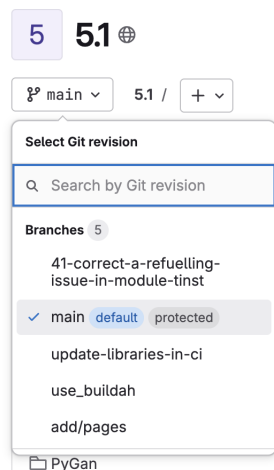 5 5.1
main 5.1 / +
Select Git revision
Search by Git revision
Branches 5
41-correct-a-refuelling-
issue-in-module-tinst
main default protected
update-libraries-in-ci
use_buildah
add/pages
PyGan